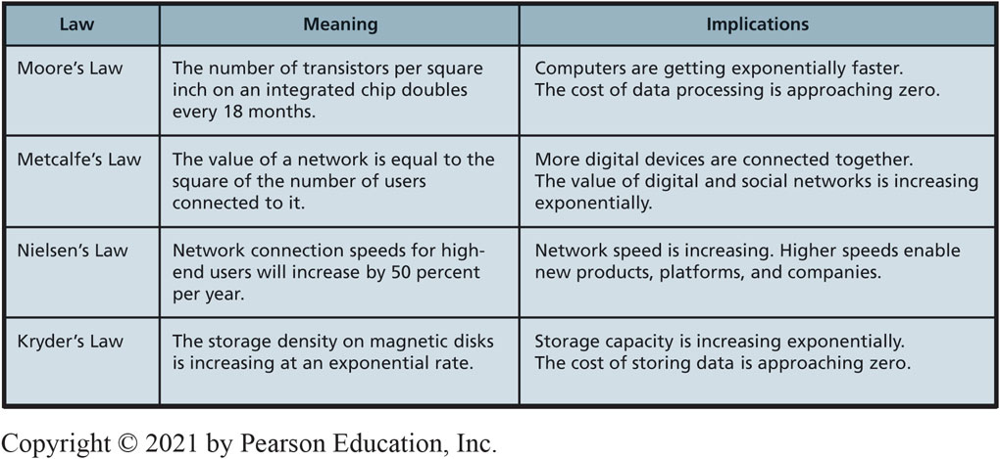 Law Meaning Implications
Moore's Law
The number of transistors per square
inch on an integrated chip doubles
every 18 months.
Computers are getting exponentially faster.
The cost of data processing is approaching zero.
Metcalfe's Law
The value of a network is equal to the
square of the number of users
connected to it.
More digital devices are connected together.
The value of digital and social networks is increasing
exponentially.
Nielsen's Law
Network connection speeds for high-
end users will increase by 50 percent
per year.
Network speed is increasing. Higher speeds enable
new products, platforms, and companies.
Kryder's Law
The storage density on magnetic disks
is increasing at an exponential rate.
Storage capacity is increasing exponentially.
The cost of storing data is approaching zero.
Copyright © 2021 by Pearson Education, Inc.